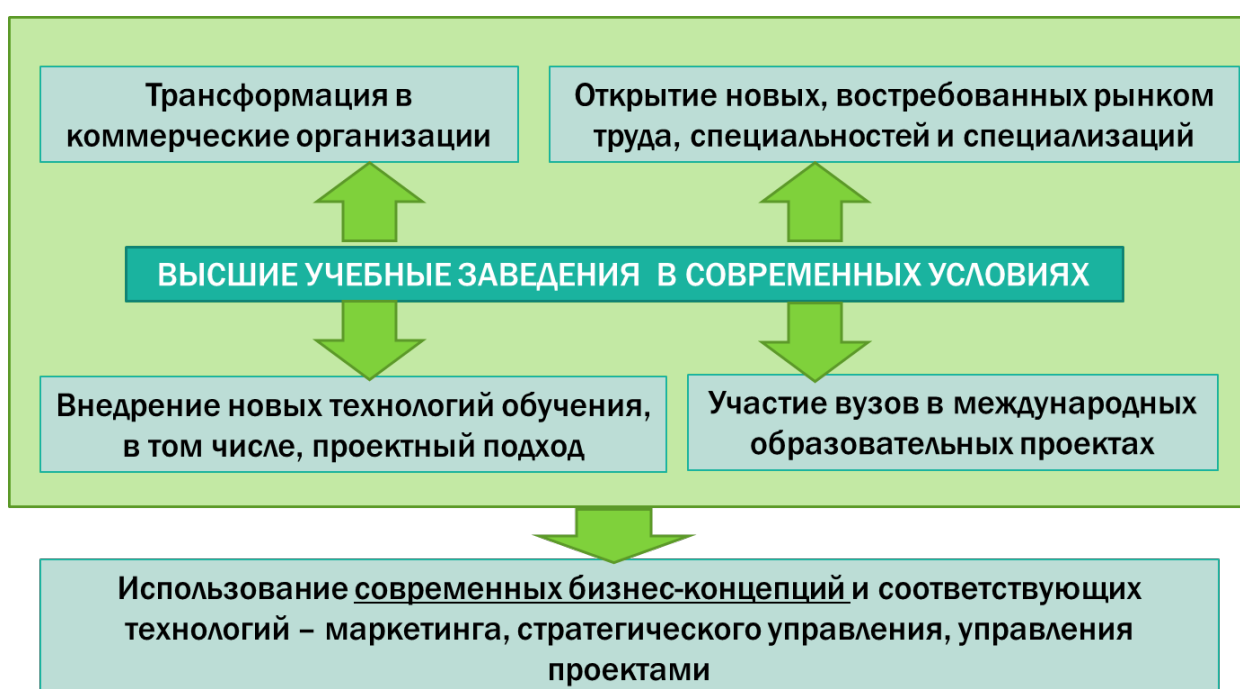 Трансформация в
коммерческие организации
Открытие новых, востребованных рынком
труда, специальностей и специализаций
ВЫСШИЕ УЧЕБНЫЕ ЗАВЕДЕНИЯ В СОВРЕМЕННЫХ УСЛОВИЯХ
Внедрение новых технологий обучения,
в том числе, проектный подход
Участие вузов в международных
образовательных проектах
Использование современных бизнес-концепций и соответствующих
технологий – маркетинга, стратегического управления, управления
проектами